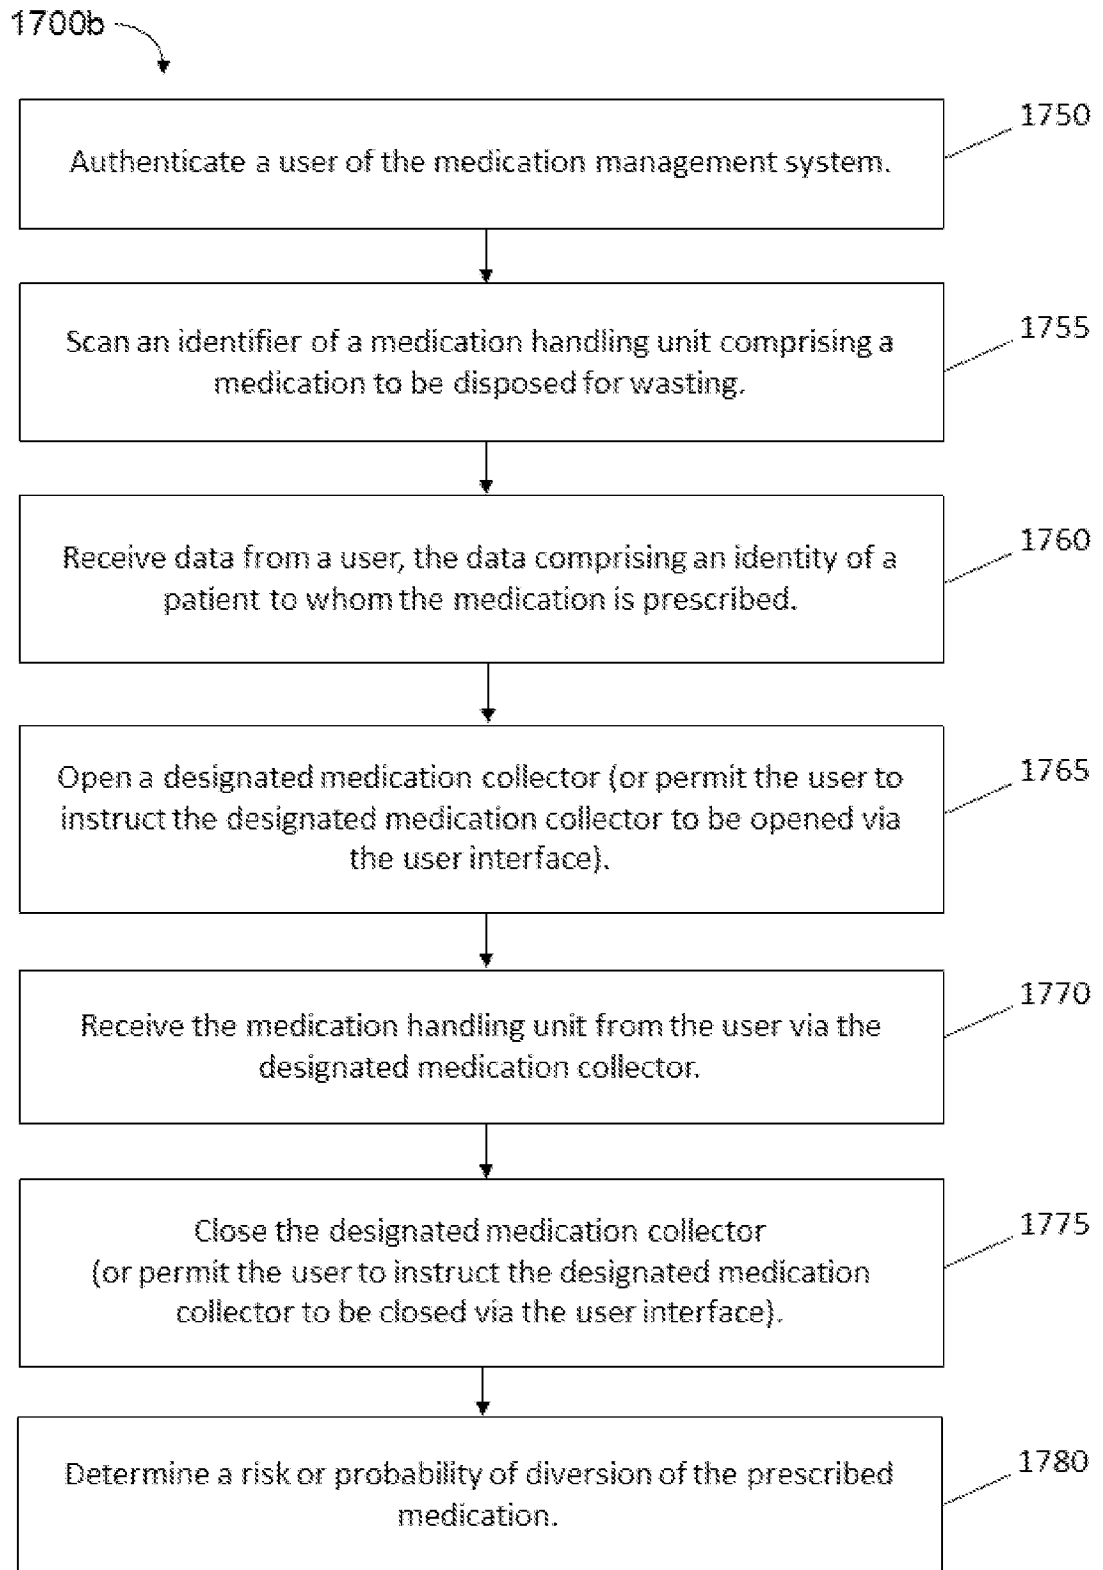 1700b
1750
Authenticate a user of the medication management system.
1755
Scan an identifier of a medication handling unit comprising a
medication to be disposed for wasting.
1760
Receive data from a user, the data comprising an identity of a
patient to whom the medication is prescribed.
1765
Open a designated medication collector (or permit the user to
instruct the designated medication collector to be opened via
the user interface).
1770
Receive the medication handling unit from the user via the
designated medication collector.
1775
Close the designated medication collector
(or permit the user to instruct the designated medication
collector to be closed via the user interface).
1780
Determine a risk or probability of diversion of the prescribed
medication.